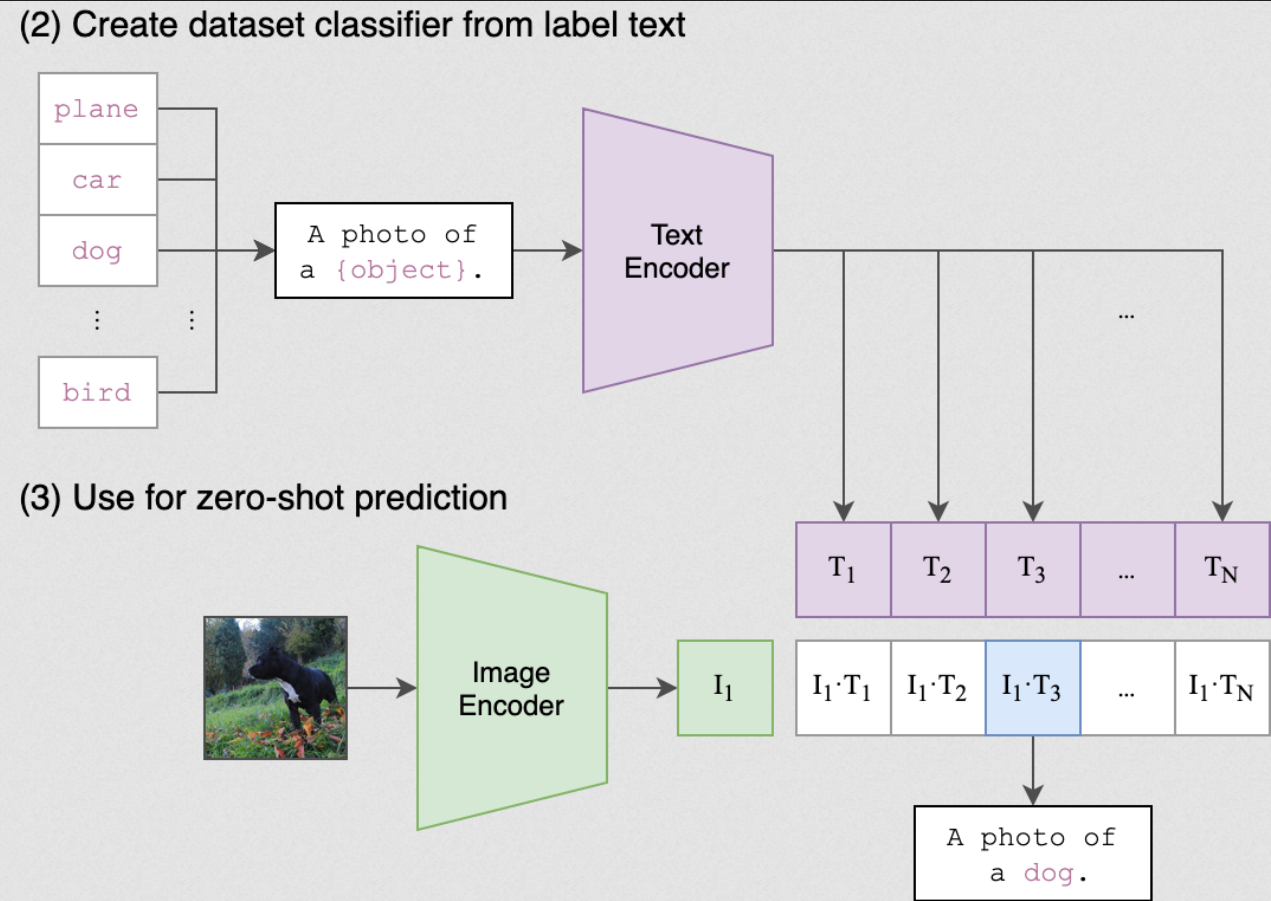 (2) Create dataset classifier from label text
plane
car
dog
⋮ ⋮
bird
A photo of
a {object}.
Text
Encoder
...
(3) Use for zero-shot prediction
Image
Encoder
I₁
T₁ T₂ T₃ ... T_N
I₁·T₁ I₁·T₂ I₁·T₃ ... I₁·T_N
A photo of
a dog.